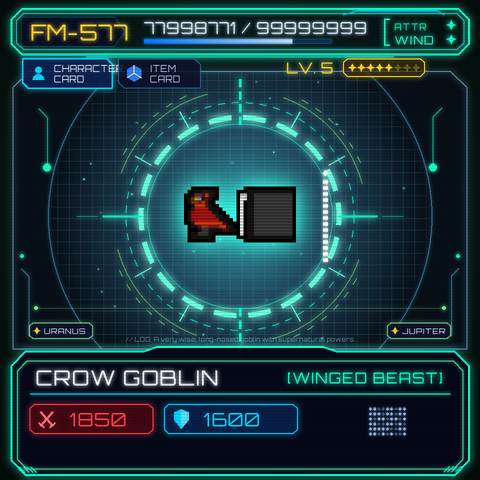 FM-577
77998771 / 99999999
ATTR
WIND
CHARACTER
CARD
ITEM
CARD
LV. 5
URANUS
JUPITER
// LOG: A very wise, long-nosed goblin with supernatural powers.
CROW GOBLIN
[WINGED BEAST]
1850
1600